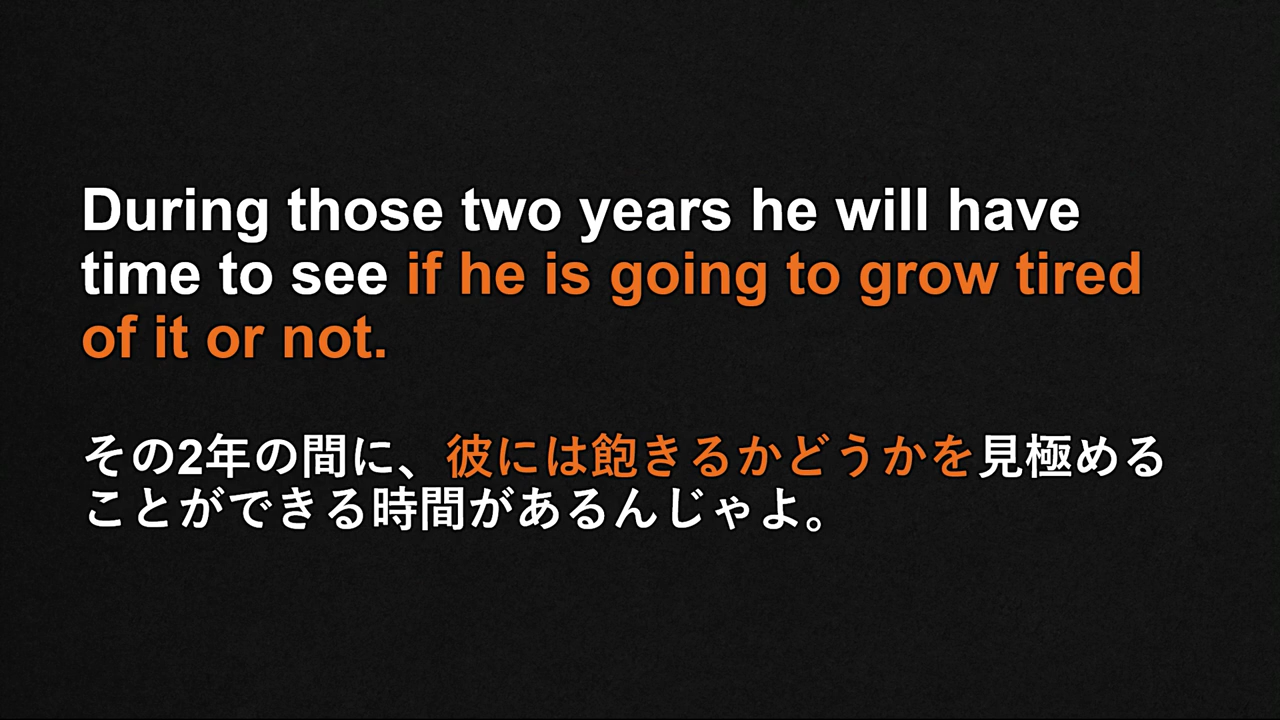 During those two years he will have
time to see if he is going to grow tired
of it or not.
その2年の間に、彼には飽きるかどうかを見極める
ことができる時間があるんじゃよ。